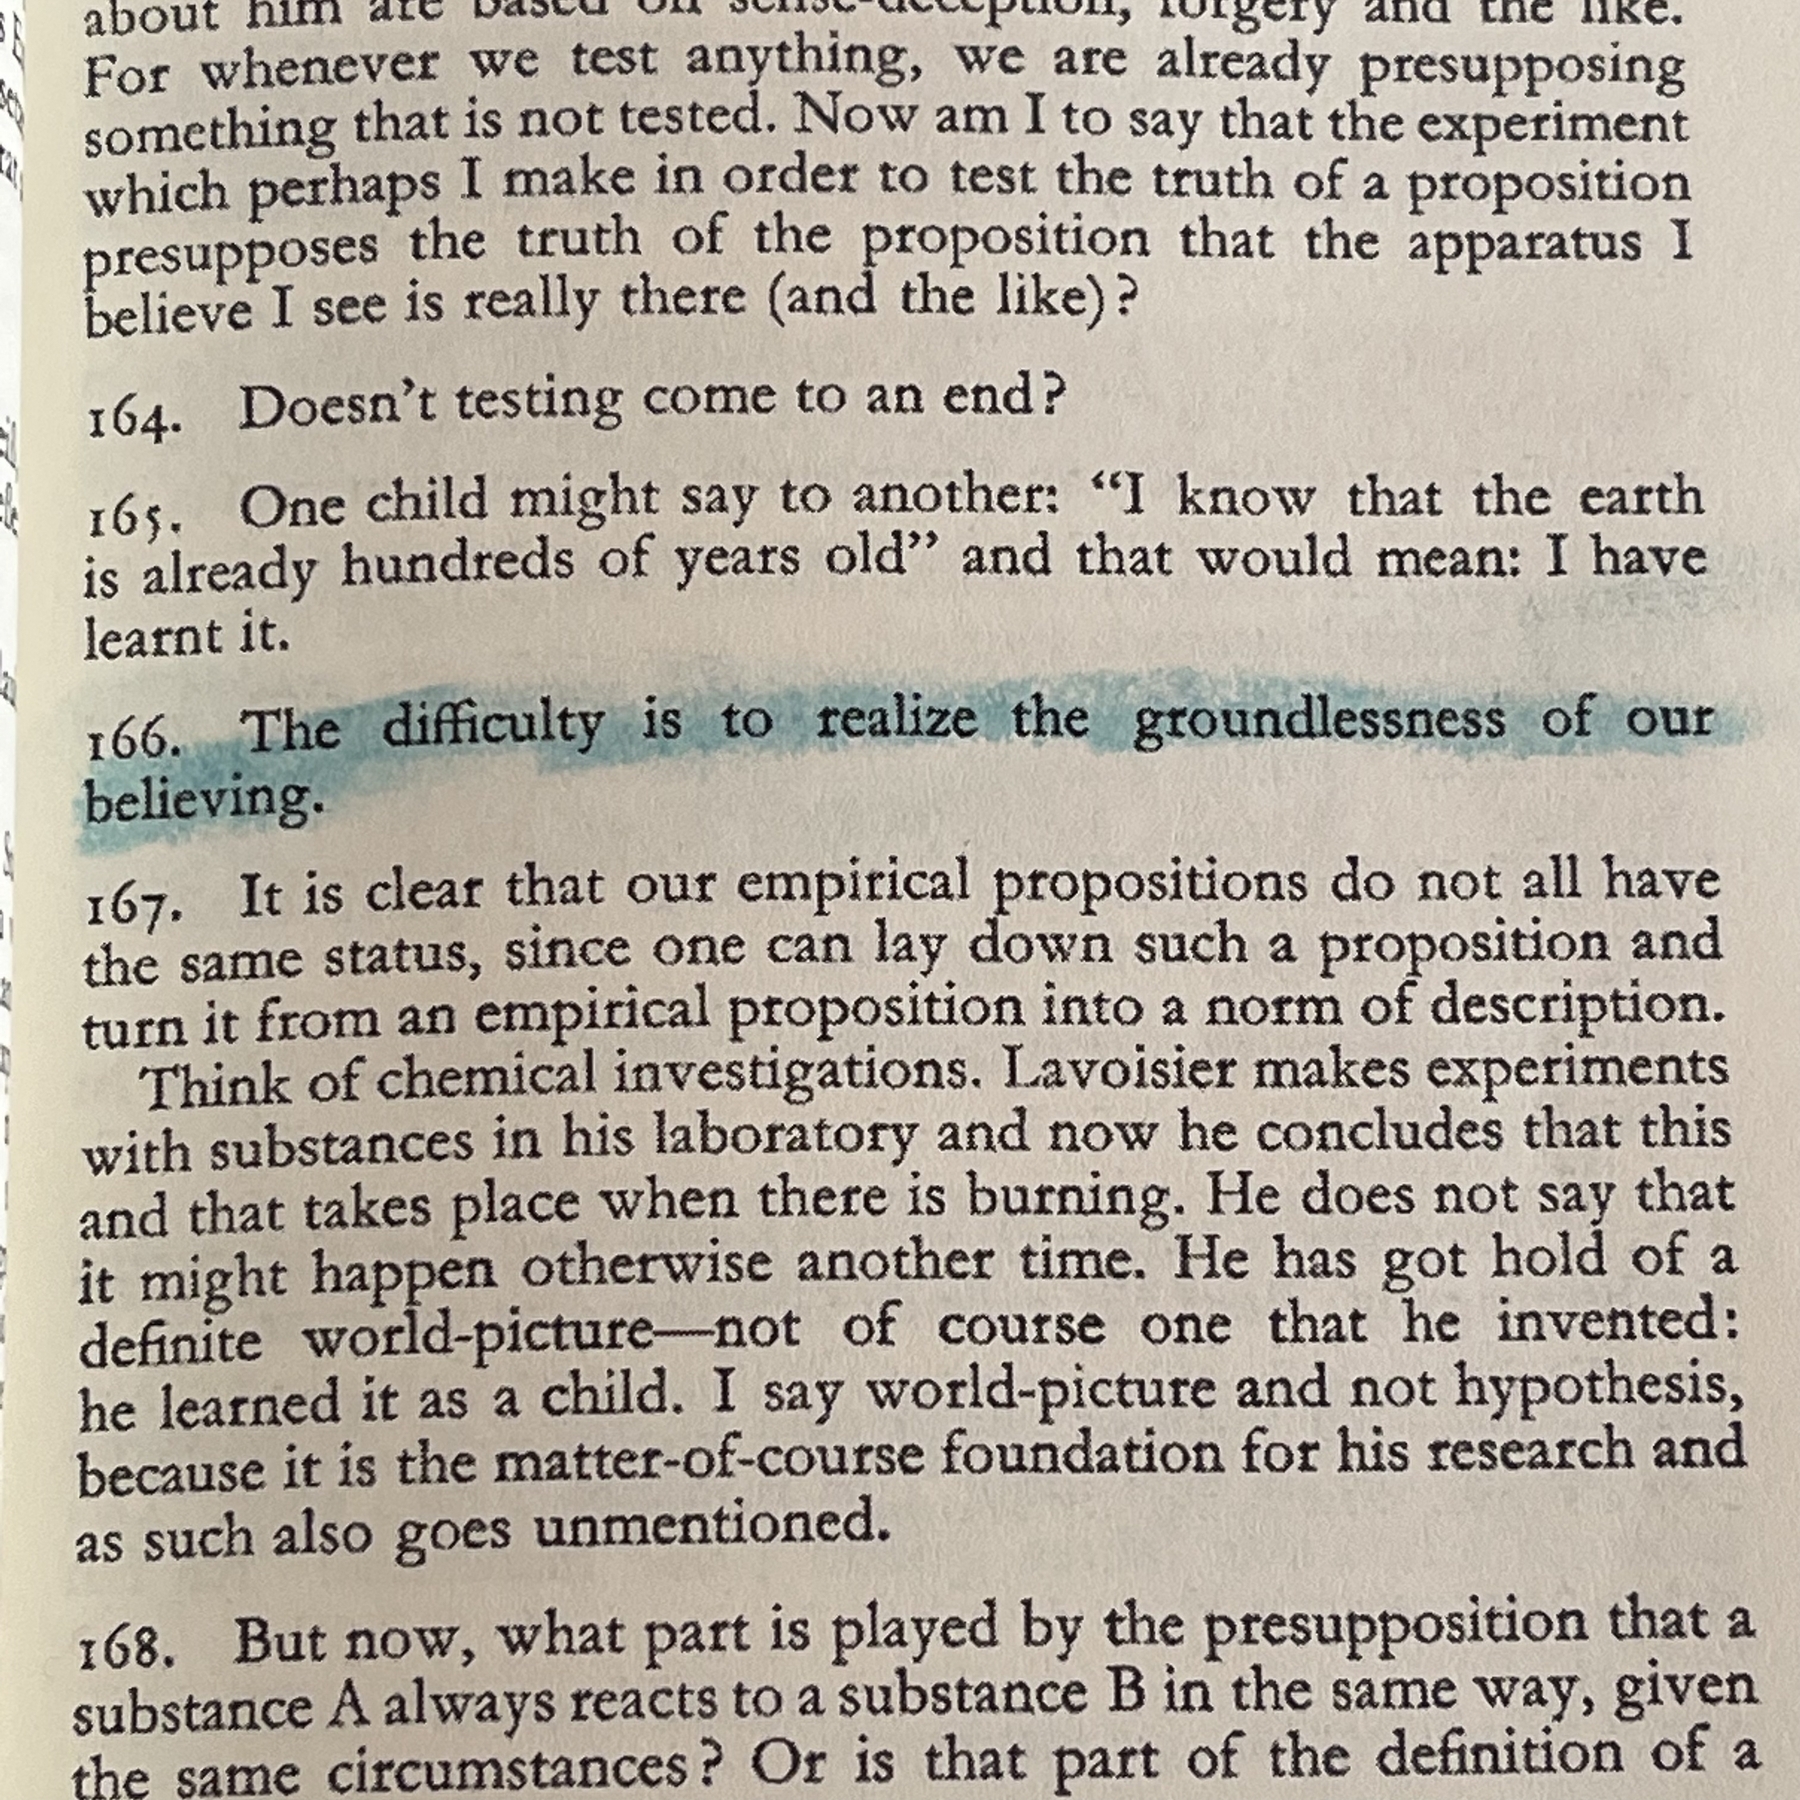 about him are based on sense-deception, forgery and the like.
For whenever we test anything, we are already presupposing
something that is not tested. Now am I to say that the experiment
which perhaps I make in order to test the truth of a proposition
presupposes the truth of the proposition that the apparatus I
believe I see is really there (and the like)?
164. Doesn't testing come to an end?
165. One child might say to another: “I know that the earth
is already hundreds of years old” and that would mean: I have
learnt it.
166. The difficulty is to realize the groundlessness of our
believing.
167. It is clear that our empirical propositions do not all have
the same status, since one can lay down such a proposition and
turn it from an empirical proposition into a norm of description.
Think of chemical investigations. Lavoisier makes experiments
with substances in his laboratory and now he concludes that this
and that takes place when there is burning. He does not say that
it might happen otherwise another time. He has got hold of a
definite world-picture—not of course one that he invented:
he learned it as a child. I say world-picture and not hypothesis,
because it is the matter-of-course foundation for his research and
as such also goes unmentioned.
168. But now, what part is played by the presupposition that a
substance A always reacts to a substance B in the same way, given
the same circumstances? Or is that part of the definition of a